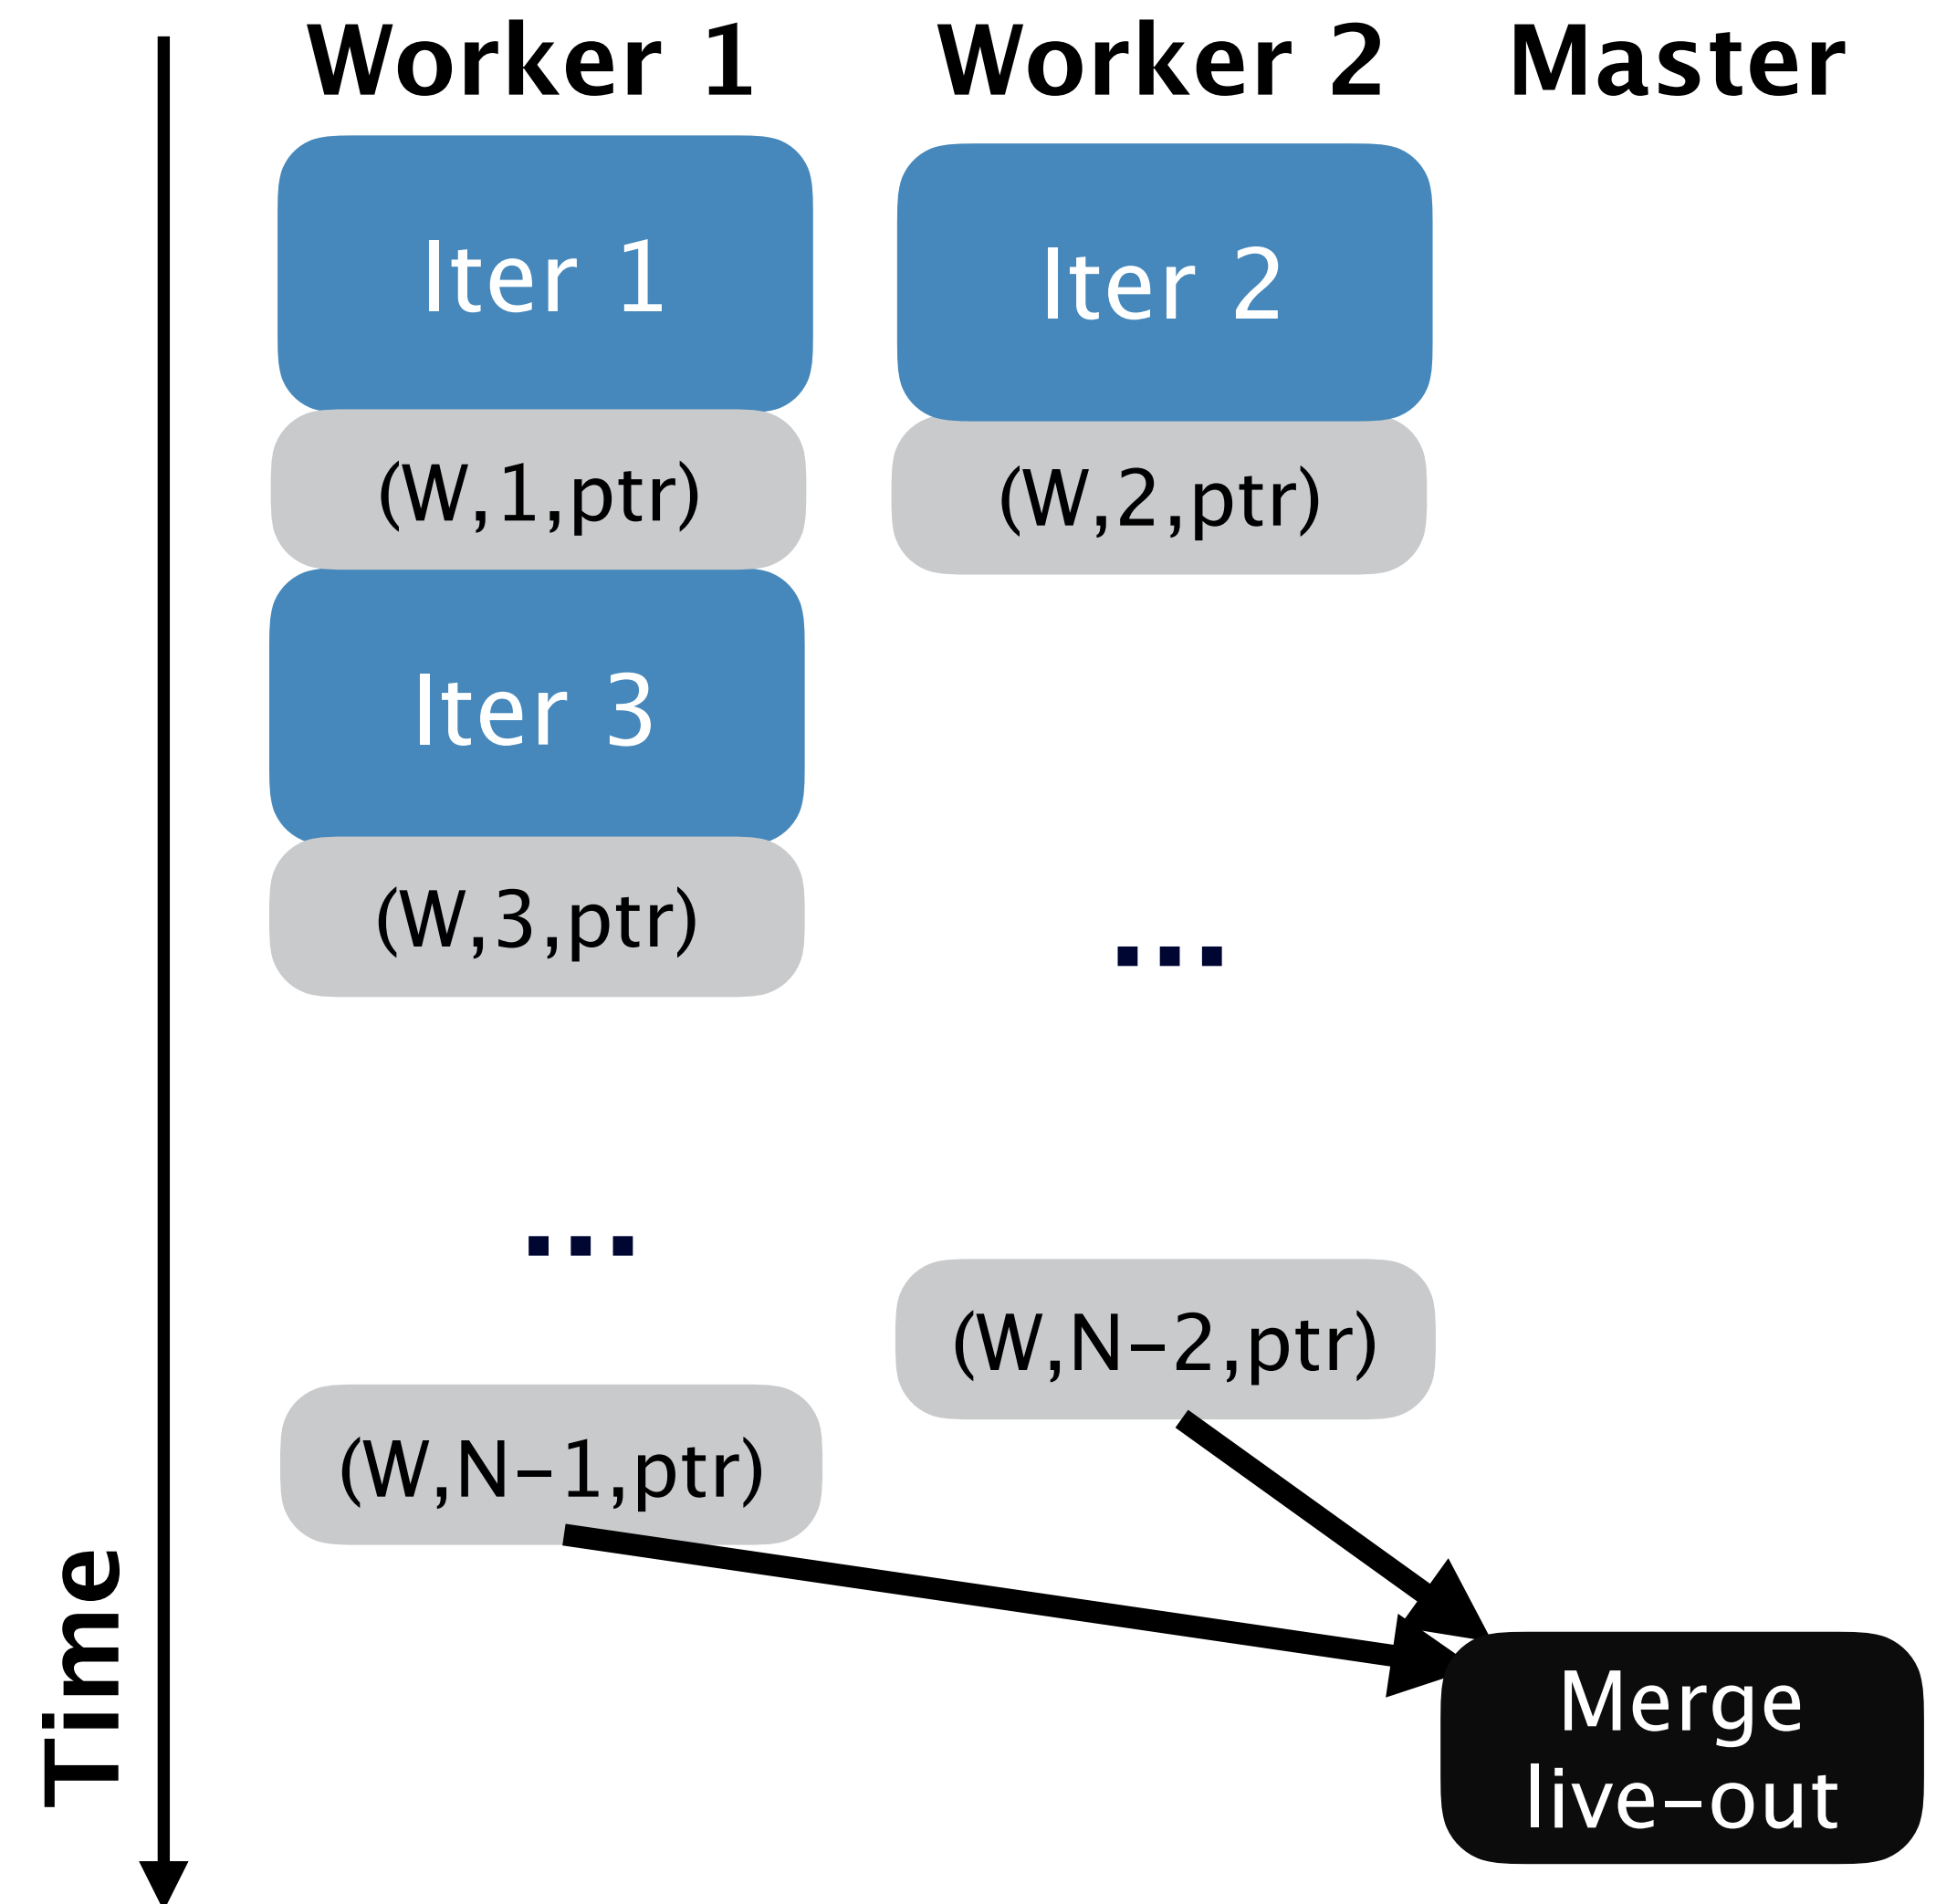 Worker 1
Worker 2
Master
Iter 1
Iter 2
(W,1,ptr)
(W,2,ptr)
Iter 3
(W,3,ptr)
...
...
(W,N-2,ptr)
(W,N-1,ptr)
Time
Merge
live-out